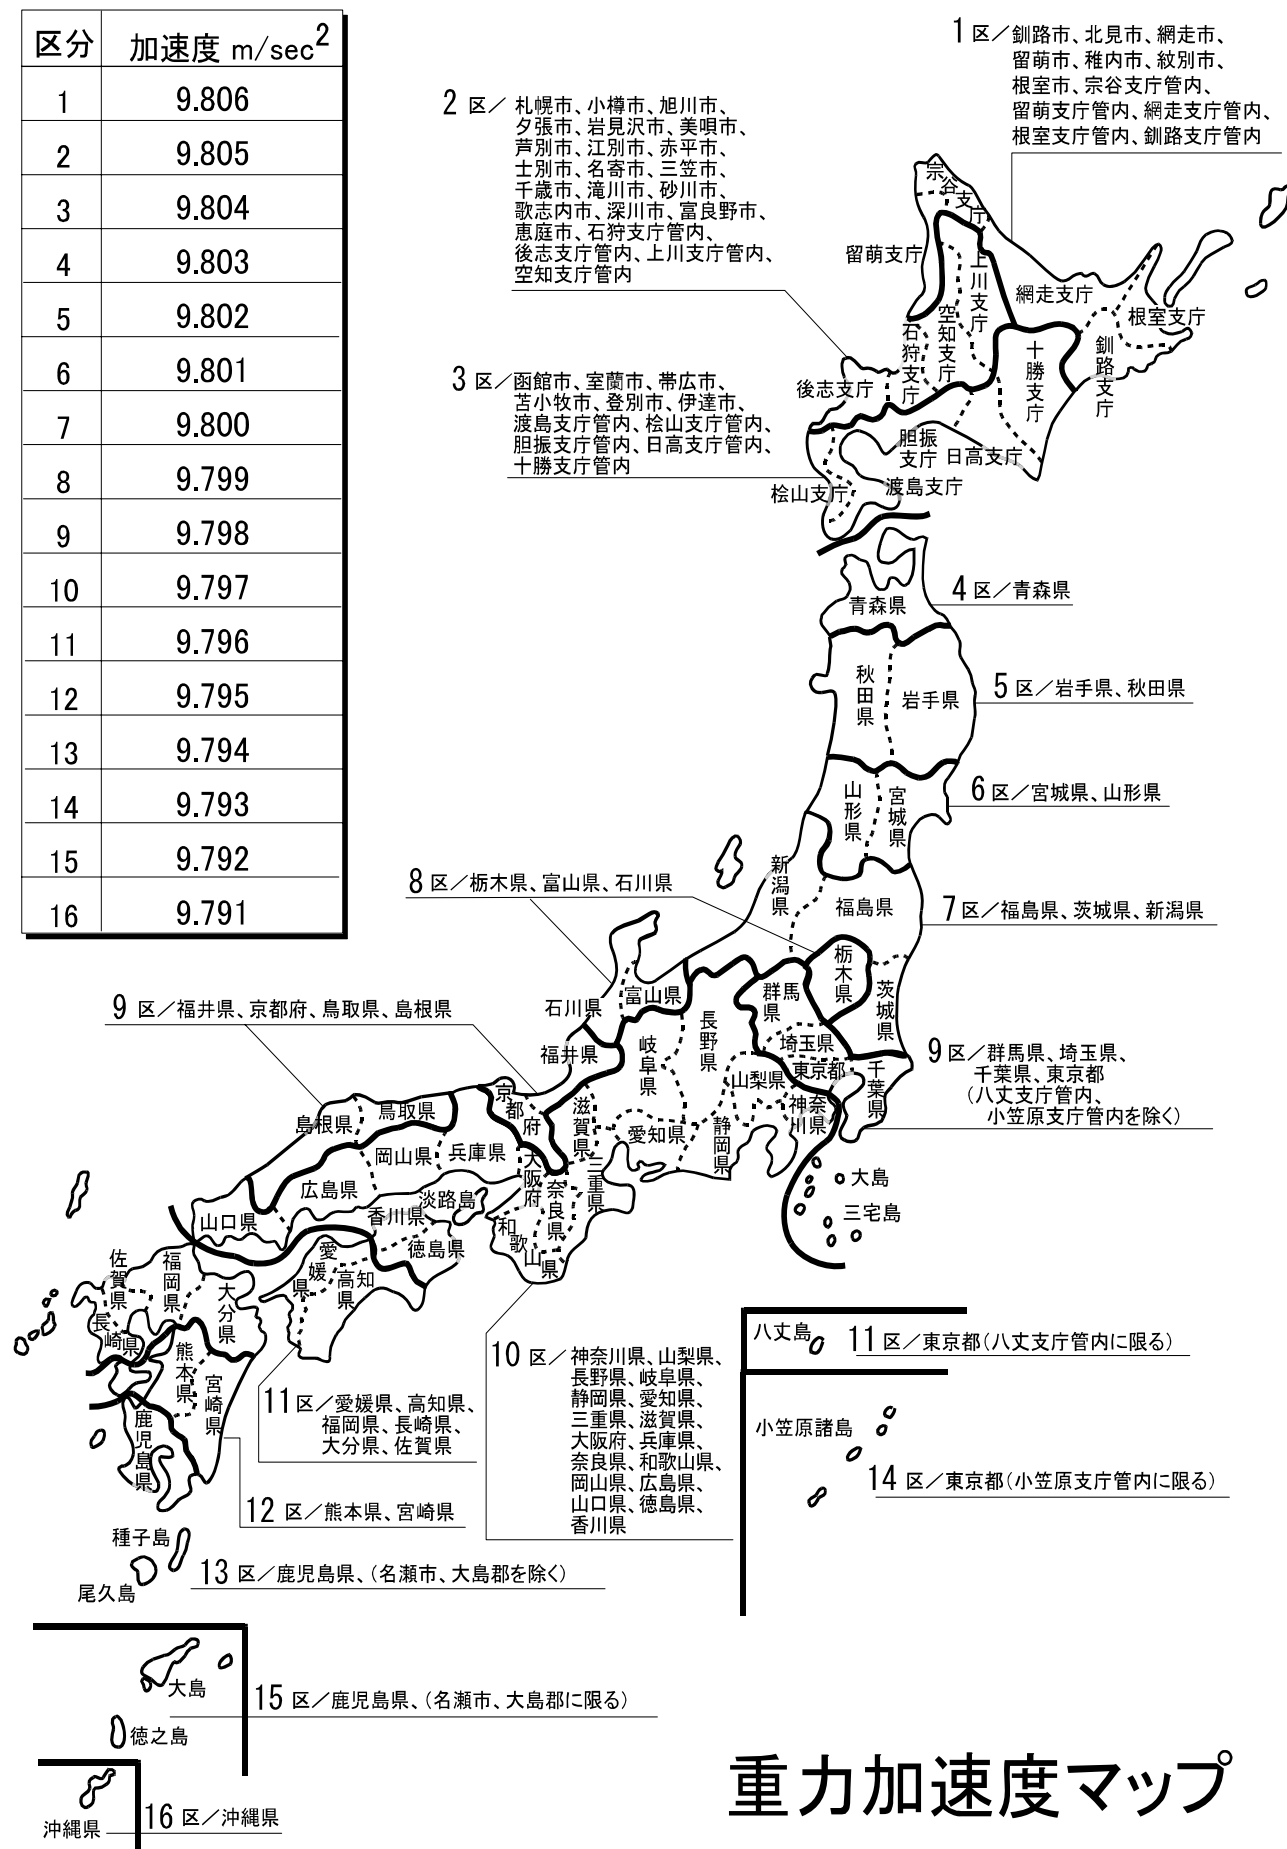 区分 加速度 m/sec2
1 9.806
2 9.805
3 9.804
4 9.803
5 9.802
6 9.801
7 9.800
8 9.799
9 9.798
10 9.797
11 9.796
12 9.795
13 9.794
14 9.793
15 9.792
16 9.791
1 区／釧路市、北見市、網走市、
留萌市、稚内市、紋別市、
根室市、宗谷支庁管内、
留萌支庁管内、網走支庁管内、
根室支庁管内、釧路支庁管内
2 区／札幌市、小樽市、旭川市、
夕張市、岩見沢市、美唄市、
芦別市、江別市、赤平市、
士別市、名寄市、三笠市、
千歳市、滝川市、砂川市、
歌志内市、深川市、富良野市、
恵庭市、石狩支庁管内、
後志支庁管内、上川支庁管内、
空知支庁管内
3 区／函館市、室蘭市、帯広市、
苫小牧市、登別市、伊達市、
渡島支庁管内、桧山支庁管内、
胆振支庁管内、日高支庁管内、
十勝支庁管内
宗谷支庁
留萌支庁
上川支庁
網走支庁
根室支庁
空知支庁
石狩支庁
十勝支庁
釧路支庁
後志支庁
胆振
支庁
日高支庁
渡島支庁
桧山支庁
青森県
4 区／青森県
秋田県
岩手県
5 区／岩手県、秋田県
山形県
宮城県
6 区／宮城県、山形県
新潟県
福島県
7 区／福島県、茨城県、新潟県
8 区／栃木県、富山県、石川県
栃木県
茨城県
群馬
県
富山県
石川県
9 区／福井県、京都府、鳥取県、島根県
福井県
岐阜県
長野県
埼玉県
東京都
千葉県
山梨県
神奈
川県
9 区／群馬県、埼玉県、
千葉県、東京都
（八丈支庁管内、
小笠原支庁管内を除く）
京都府
滋賀県
愛知県
静岡県
鳥取県
島根県
岡山県
兵庫県
大阪府
三重県
奈良県
広島県
淡路島
山口県
香川県
徳島県
和歌山県
大島
三宅島
佐賀県
福岡県
大分県
愛媛県
高知
県
長崎県
熊本県
宮崎県
鹿児島県
10 区／神奈川県、山梨県、
長野県、岐阜県、
静岡県、愛知県、
三重県、滋賀県、
大阪府、兵庫県、
奈良県、和歌山県、
岡山県、広島県、
山口県、徳島県、
香川県
八丈島
11 区／東京都（八丈支庁管内に限る）
11 区／愛媛県、高知県、
福岡県、長崎県、
大分県、佐賀県
小笠原諸島
14 区／東京都（小笠原支庁管内に限る）
12 区／熊本県、宮崎県
種子島
尾久島
13 区／鹿児島県、（名瀬市、大島郡を除く）
大島
15 区／鹿児島県、（名瀬市、大島郡に限る）
徳之島
沖縄県
16 区／沖縄県
重力加速度マップ